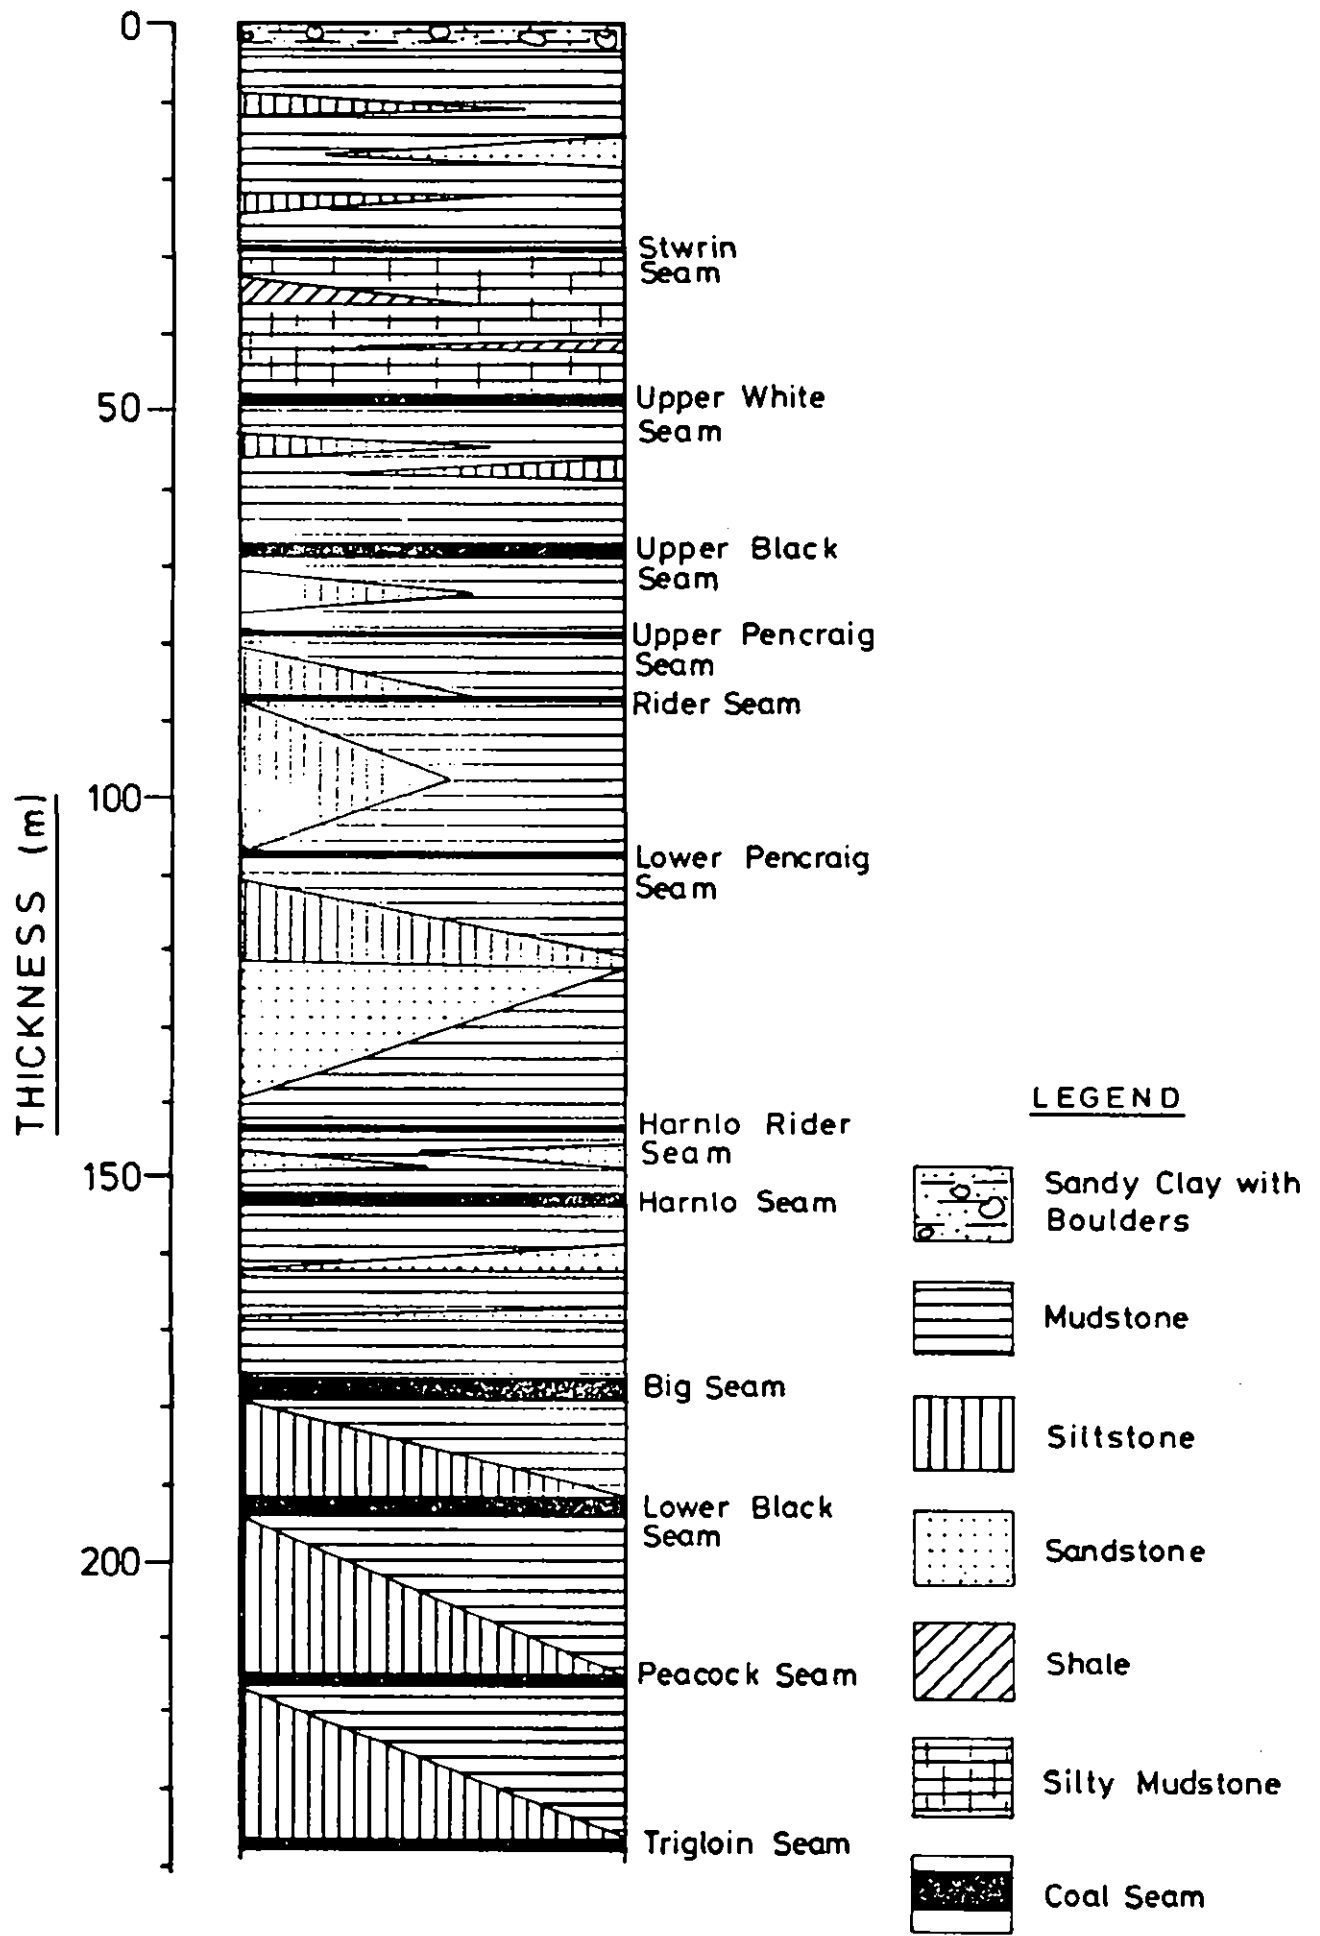 0
Stwrin
Seam
50
Upper White
Seam
Upper Black
Seam
Upper Pencraig
Seam
Rider Seam
100
THICKNESS (m)
Lower Pencraig
Seam
Harnlo Rider
Seam
150
Harnlo Seam
Big Seam
Lower Black
Seam
200
Peacock Seam
Trigloin Seam
LEGEND
Sandy Clay with
Boulders
Mudstone
Siltstone
Sandstone
Shale
Silty Mudstone
Coal Seam